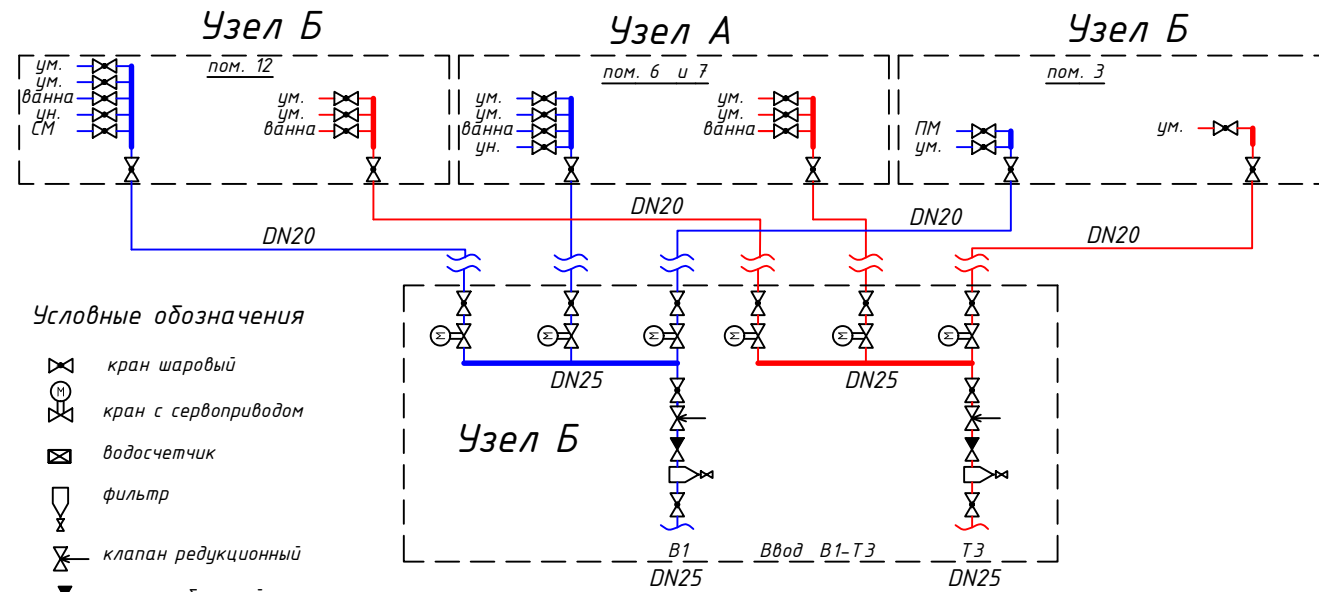 Узел Б
Узел А
Узел Б
пом. 12
пом. 6 и 7
пом. 3
ум.
ум.
ванна
ун.
СМ
ум.
ум.
ванна
ум.
ум.
ванна
ун.
ум.
ум.
ванна
ПМ
ум.
ум.
DN20
DN20
DN20
DN20
Условные обозначения
кран шаровый
М
кран с сервоприводом
водосчетчик
фильтр
клапан редукционный
М
М
М
М
М
М
DN25
DN25
Узел Б
В1
Ввод В1-Т3
Т3
DN25
DN25